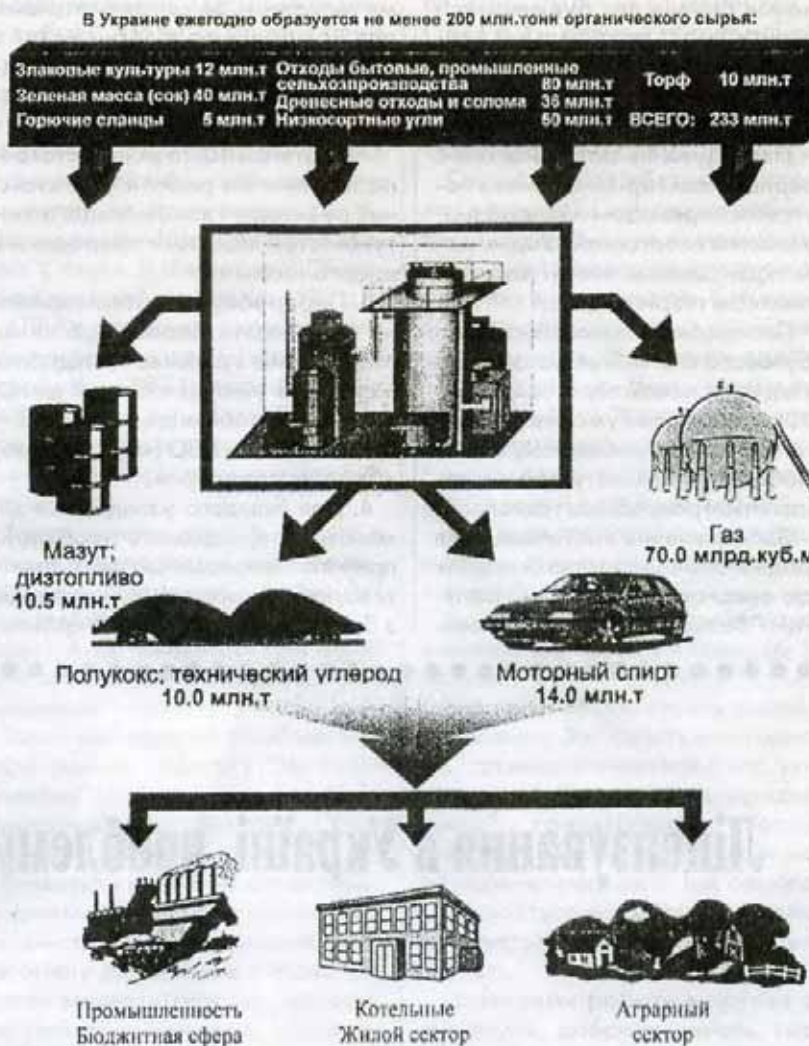 В Украине ежегодно образуется не менее 200 млн.тонн органического сырья:
Злаковые культуры 12 млн.т
Зеленая масса (сок) 40 млн.т
Горючие сланцы 5 млн.т
Отходы бытовые, промышленные
сельхозпроизводства 80 млн.т
Древесные отходы и солома 36 млн.т
Низкосортные угли 50 млн.т
Торф 10 млн.т
ВСЕГО: 233 млн.т
Мазут;
дизтопливо
10.5 млн.т
Газ
70.0 млрд.куб.м
Полукокс; технический углерод
10.0 млн.т
Моторный спирт
14.0 млн.т
Промышленность
Бюджнтная сфера
Котельные
Жилой сектор
Аграрный
сектор